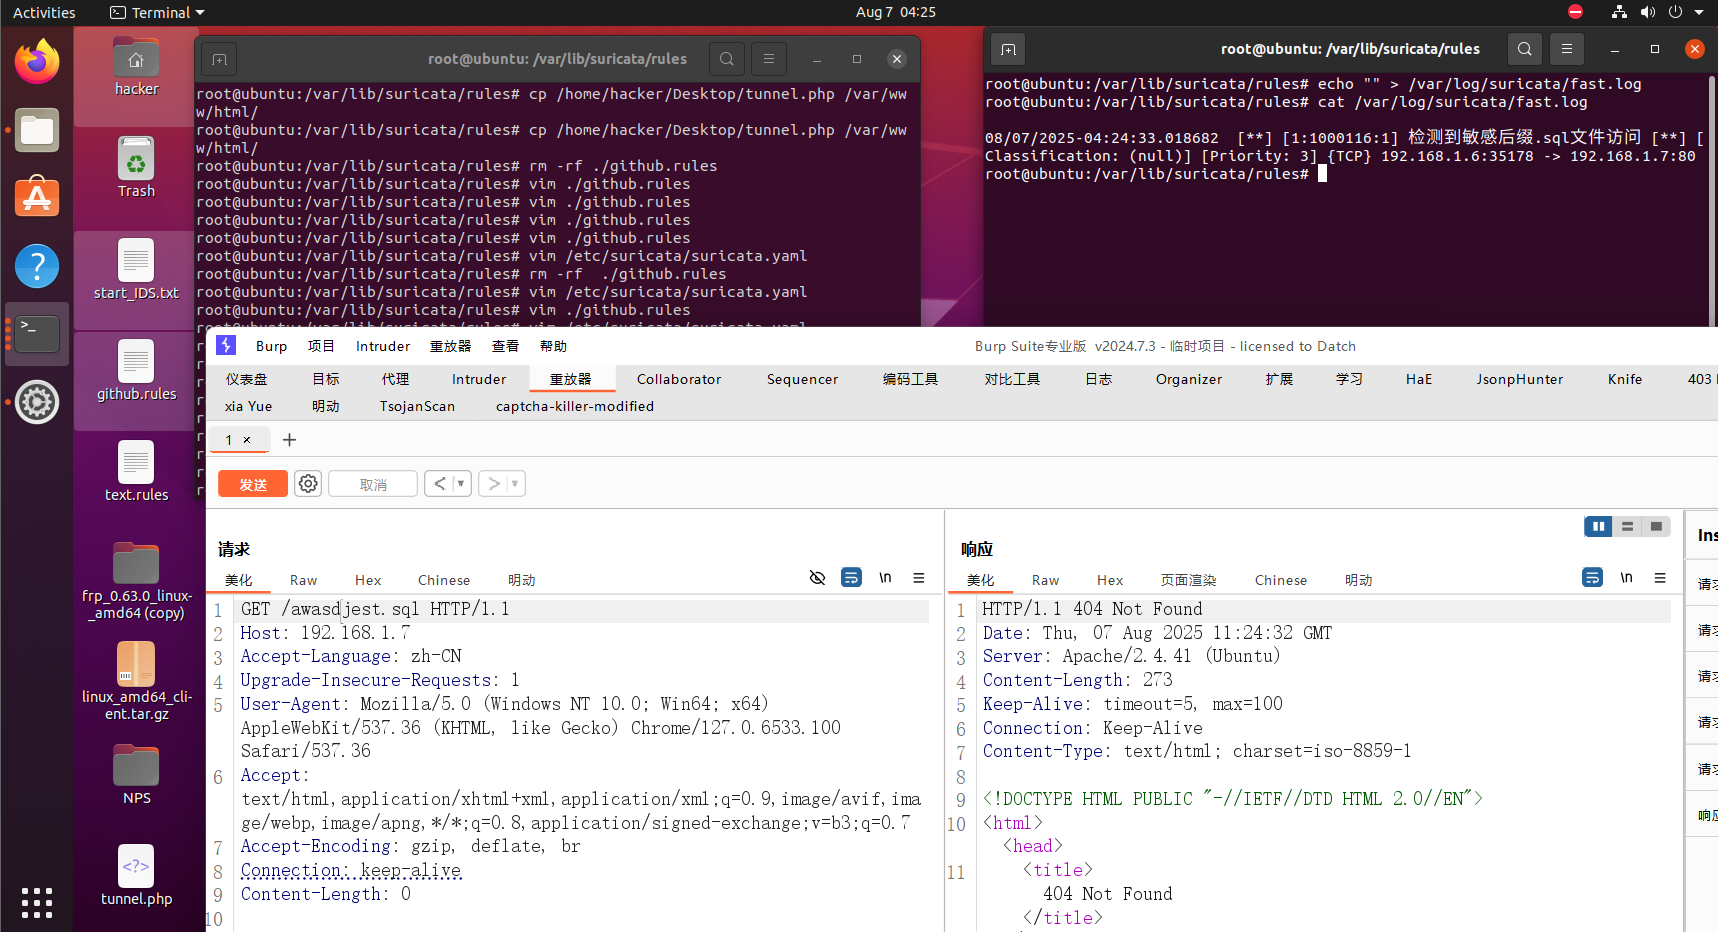 Activities
Terminal
Aug 7 04:25
hacker
Trash
start_IDS.txt
github.rules
text.rules
frp_0.63.0_linux-
_amd64 (copy)
linux_amd64_cli-
ent.tar.gz
NPS
tunnel.php
root@ubuntu: /var/lib/suricata/rules
root@ubuntu:/var/lib/suricata/rules# cp /home/hacker/Desktop/tunnel.php /var/ww
w/html/
root@ubuntu:/var/lib/suricata/rules# cp /home/hacker/Desktop/tunnel.php /var/ww
w/html/
root@ubuntu:/var/lib/suricata/rules# rm -rf ./github.rules
root@ubuntu:/var/lib/suricata/rules# vim ./github.rules
root@ubuntu:/var/lib/suricata/rules# vim ./github.rules
root@ubuntu:/var/lib/suricata/rules# vim ./github.rules
root@ubuntu:/var/lib/suricata/rules# vim ./github.rules
root@ubuntu:/var/lib/suricata/rules# vim /etc/suricata/suricata.yaml
root@ubuntu:/var/lib/suricata/rules# rm -rf  ./github.rules
root@ubuntu:/var/lib/suricata/rules# vim /etc/suricata/suricata.yaml
root@ubuntu:/var/lib/suricata/rules# vim ./github.rules
root@ubuntu: /var/lib/suricata/rules
root@ubuntu:/var/lib/suricata/rules# echo "" > /var/log/suricata/fast.log
root@ubuntu:/var/lib/suricata/rules# cat /var/log/suricata/fast.log
08/07/2025-04:24:33.018682  [**] [1:1000116:1] 检测到敏感后缀.sql文件访问 [**] [
Classification: (null)] [Priority: 3] {TCP} 192.168.1.6:35178 -> 192.168.1.7:80
root@ubuntu:/var/lib/suricata/rules#
Burp 项目 Intruder 重放器 查看 帮助
Burp Suite专业版 v2024.7.3 - 临时项目 - licensed to Datch
仪表盘 目标 代理 Intruder 重放器 Collaborator Sequencer 编码工具 对比工具 日志 Organizer 扩展 学习 HaE JsonpHunter Knife 403
xia Yue 明动 TsojanScan captcha-killer-modified
1 × +
发送 取消 < >
请求
美化 Raw Hex Chinese 明动 \n
1 GET /awasdjest.sql HTTP/1.1
2 Host: 192.168.1.7
3 Accept-Language: zh-CN
4 Upgrade-Insecure-Requests: 1
5 User-Agent: Mozilla/5.0 (Windows NT 10.0; Win64; x64)
AppleWebKit/537.36 (KHTML, like Gecko) Chrome/127.0.6533.100
Safari/537.36
6 Accept:
text/html,application/xhtml+xml,application/xml;q=0.9,image/avif,ima
ge/webp,image/apng,*/*;q=0.8,application/signed-exchange;v=b3;q=0.7
7 Accept-Encoding: gzip, deflate, br
8 Connection: keep-alive
9 Content-Length: 0
10
响应
美化 Raw Hex 页面渲染 Chinese 明动 \n
1 HTTP/1.1 404 Not Found
2 Date: Thu, 07 Aug 2025 11:24:32 GMT
3 Server: Apache/2.4.41 (Ubuntu)
4 Content-Length: 273
5 Keep-Alive: timeout=5, max=100
6 Connection: Keep-Alive
7 Content-Type: text/html; charset=iso-8859-1
8
9 <!DOCTYPE HTML PUBLIC "-//IETF//DTD HTML 2.0//EN">
10 <html>
<head>
11 <title>
404 Not Found
</title>
Ins